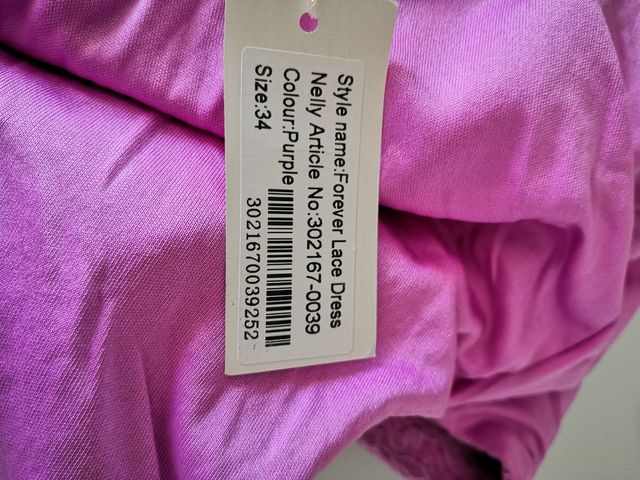 Style name:Forever Lace Dress
Nelly Article No:302167-0039
Colour:Purple
Size:34
3021670039252